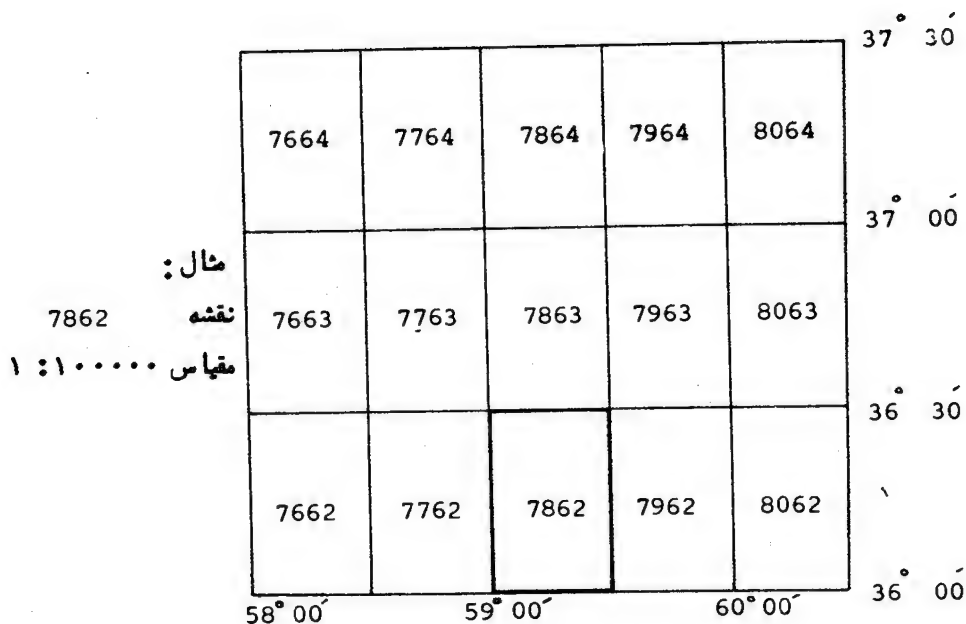 37° 30′
7664 7764 7864 7964 8064
37° 00′
مثال :
نقشه 7862
7663 7763 7863 7963 8063
مقیاس ۱۰۰۰۰۰ : ۱
36° 30′
7662 7762 7862 7962 8062
36° 00′
58° 00′ 59° 00′ 60° 00′